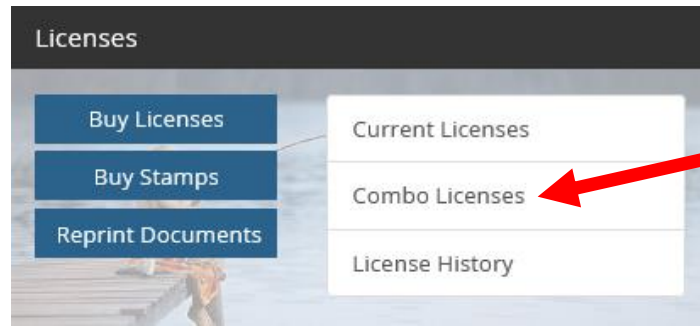 Licenses
Buy Licenses
Buy Stamps
Reprint Documents
Current Licenses
Combo Licenses
License History